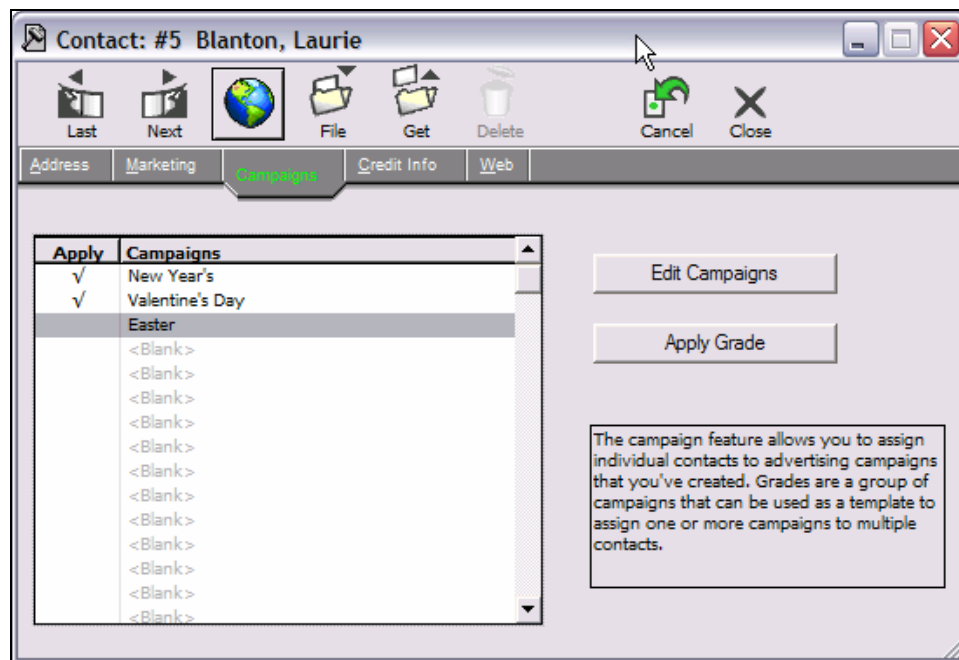 Contact: #5 Blanton, Laurie
Last Next File Get Delete Cancel Close
Address Marketing Campaigns Credit Info Web
Apply Campaigns
√ New Year's
√ Valentine's Day
Easter
<Blank>
<Blank>
<Blank>
<Blank>
<Blank>
<Blank>
<Blank>
<Blank>
<Blank>
<Blank>
<Blank>
<Blank>
Edit Campaigns
Apply Grade
The campaign feature allows you to assign
individual contacts to advertising campaigns
that you've created. Grades are a group of
campaigns that can be used as a template to
assign one or more campaigns to multiple
contacts.